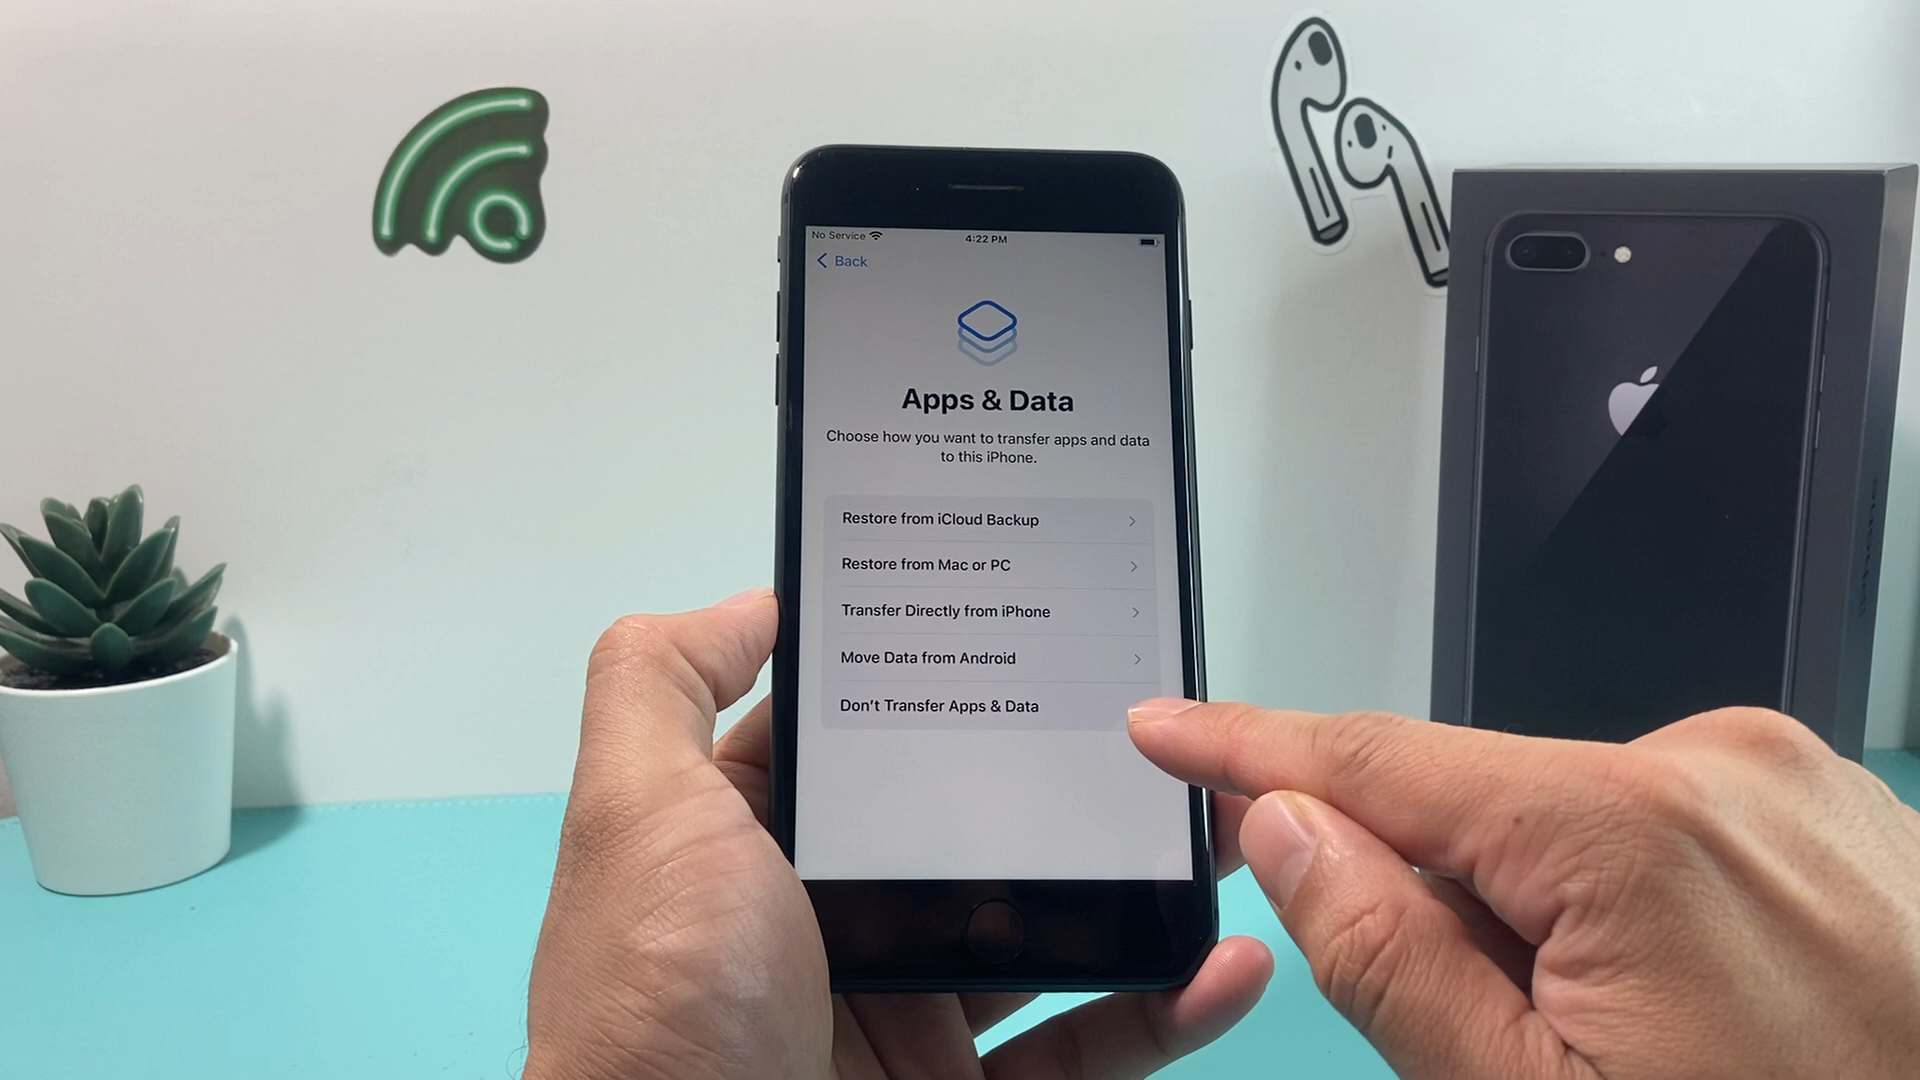 No Service
4:22 PM
Back
Apps & Data
Choose how you want to transfer apps and data
to this iPhone.
Restore from iCloud Backup
Restore from Mac or PC
Transfer Directly from iPhone
Move Data from Android
Don't Transfer Apps & Data
iPhone